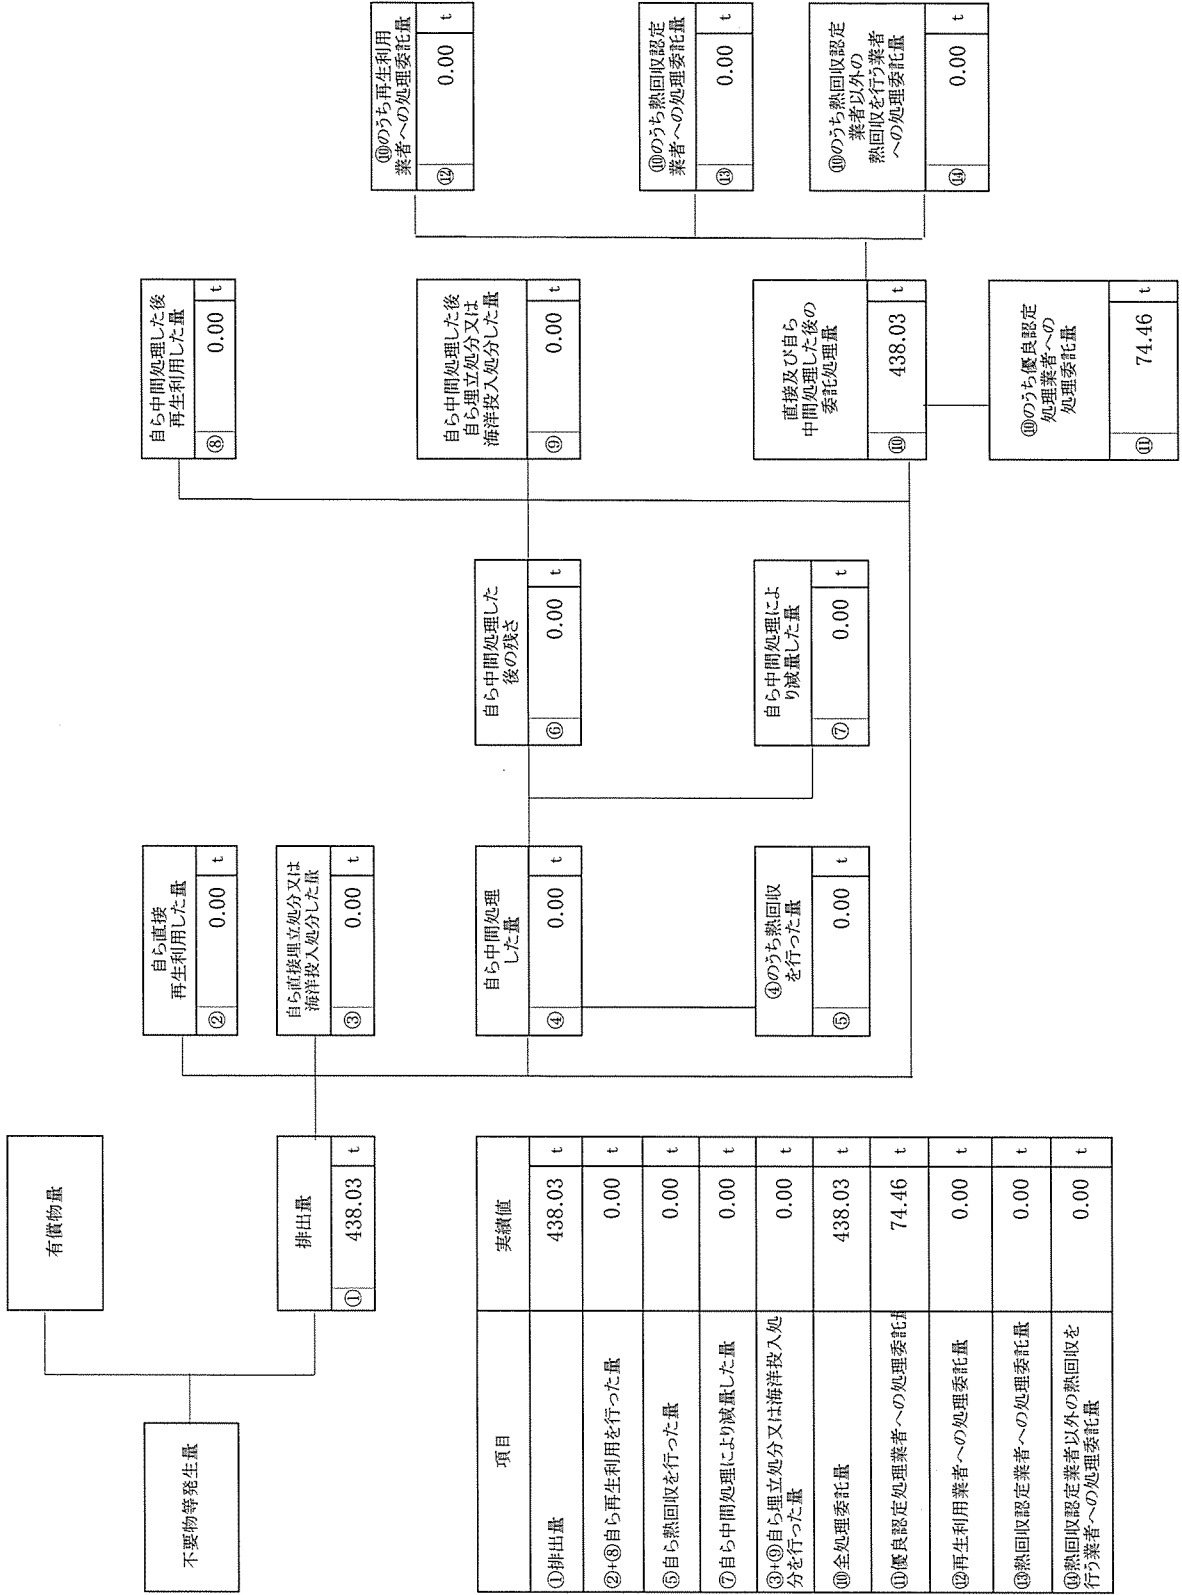 不要物等発生量
有償物量
排出量
① 438.03 t
自ら直接
再生利用した量
② 0.00 t
自ら直接埋立処分又は
海洋投入処分した量
③ 0.00 t
自ら中間処理
した量
④ 0.00 t
④のうち熱回収
を行った量
⑤ 0.00 t
自ら中間処理した
後の残さ
⑥ 0.00 t
自ら中間処理によ
り減量した量
⑦ 0.00 t
自ら中間処理した後
再生利用した量
⑧ 0.00 t
自ら中間処理した後
自ら埋立処分又は
海洋投入処分した量
⑨ 0.00 t
直接及び自ら
中間処理した後の
委託処理量
⑩ 438.03 t
⑩のうち優良認定
処理業者への
処理委託量
⑪ 74.46 t
⑩のうち再生利用
業者への処理委託量
⑫ 0.00 t
⑩のうち熱回収認定
業者への処理委託量
⑬ 0.00 t
⑩のうち熱回収認定
業者以外の
熱回収を行う業者
への処理委託量
⑭ 0.00 t
項目 実績値
①排出量 438.03 t
②+⑧自ら再生利用を行った量 0.00 t
⑤自ら熱回収を行った量 0.00 t
⑦自ら中間処理により減量した量 0.00 t
③+⑨自ら埋立処分又は海洋投入処
分を行った量 0.00 t
⑩全処理委託量 438.03 t
⑪優良認定処理業者への処理委託量 74.46 t
⑫再生利用業者への処理委託量 0.00 t
⑬熱回収認定業者への処理委託量 0.00 t
⑭熱回収認定業者以外の熱回収を
行う業者への処理委託量 0.00 t